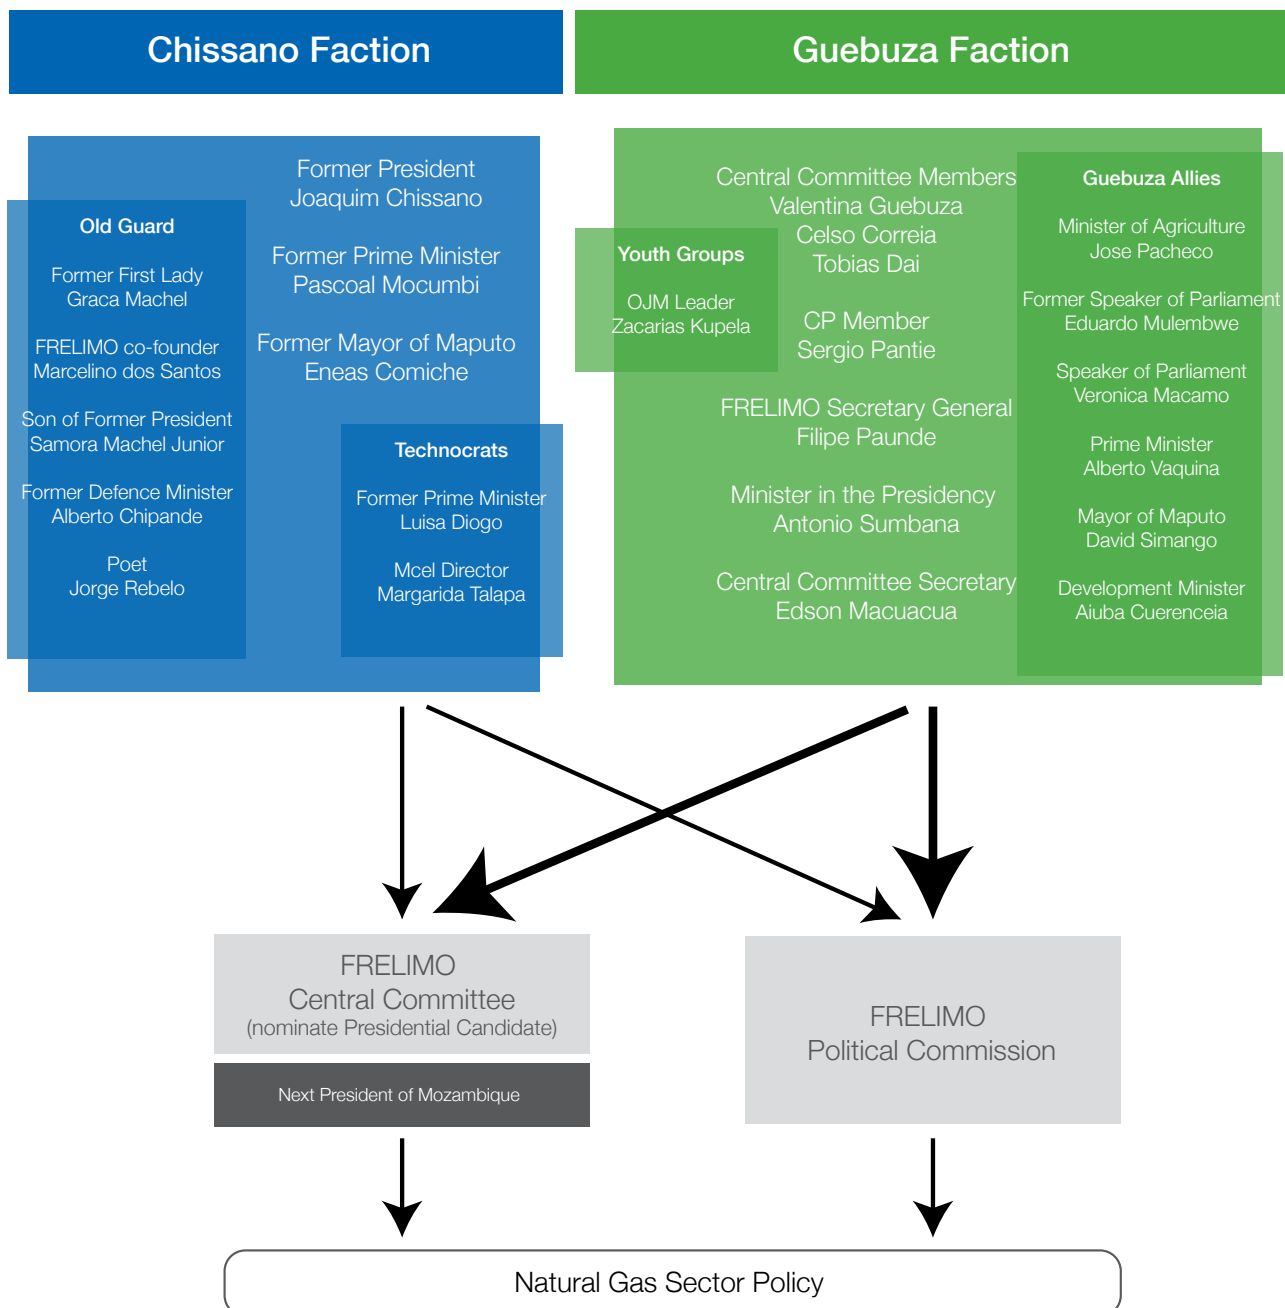 Chissano Faction
Guebuza Faction
Former President
Joaquim Chissano
Former Prime Minister
Pascoal Mocumbi
Former Mayor of Maputo
Eneas Comiche
Old Guard
Former First Lady
Graca Machel
FRELIMO co-founder
Marcelino dos Santos
Son of Former President
Samora Machel Junior
Former Defence Minister
Alberto Chipande
Poet
Jorge Rebelo
Technocrats
Former Prime Minister
Luisa Diogo
Mcel Director
Margarida Talapa
Youth Groups
OJM Leader
Zacarias Kupela
Central Committee Members
Valentina Guebuza
Celso Correia
Tobias Dai
CP Member
Sergio Pantie
FRELIMO Secretary General
Filipe Paunde
Minister in the Presidency
Antonio Sumbana
Central Committee Secretary
Edson Macuacua
Guebuza Allies
Minister of Agriculture
Jose Pacheco
Former Speaker of Parliament
Eduardo Mulembwe
Speaker of Parliament
Veronica Macamo
Prime Minister
Alberto Vaquina
Mayor of Maputo
David Simango
Development Minister
Aiuba Cuerenceia
FRELIMO
Central Committee
(nominate Presidential Candidate)
Next President of Mozambique
FRELIMO
Political Commission
Natural Gas Sector Policy